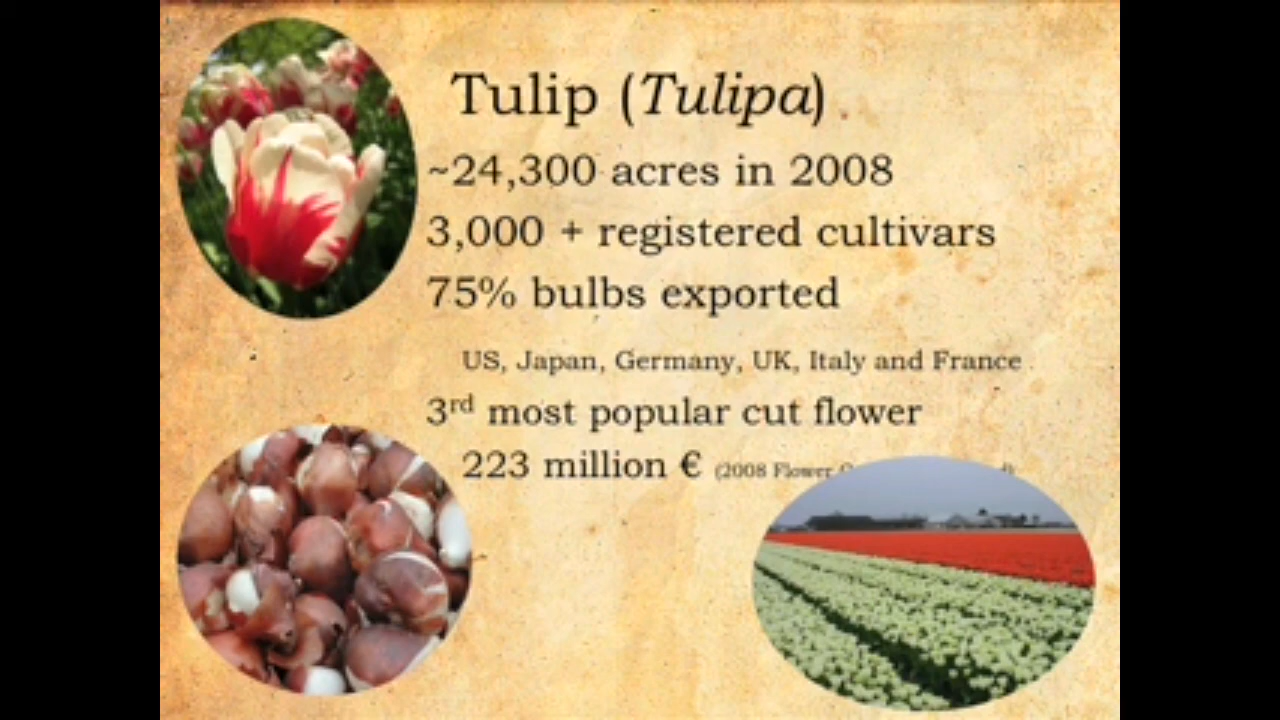 Tulip (Tulipa)
~24,300 acres in 2008
3,000 + registered cultivars
75% bulbs exported
US, Japan, Germany, UK, Italy and France
3rd most popular cut flower
223 million € (2008 Flower